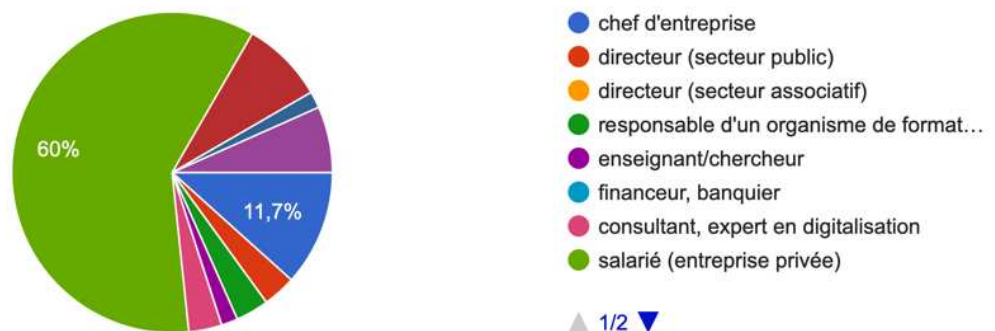 60%
11,7%
chef d'entreprise
directeur (secteur public)
directeur (secteur associatif)
responsable d'un organisme de format…
enseignant/chercheur
financeur, banquier
consultant, expert en digitalisation
salarié (entreprise privée)
1/2